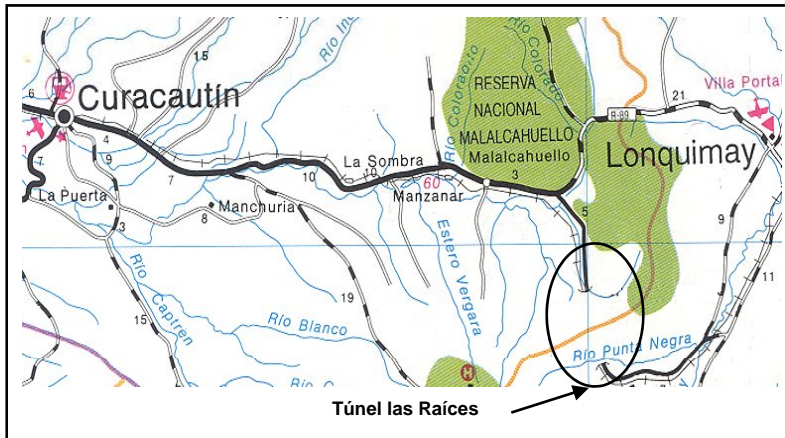 15
Río
Río Coloradito
Río Colorado
6
Curacautín
RESERVA
NACIONAL
MALALCAHUELLO
Malalcahuello
21
Villa Portal
R-89
Lonquimay
4
7
9
7
La Sombra
10
10
60
Manzanar
3
La Puerta
8
Manchuria
3
5
9
11
Estero Vergara
Río Captren
15
19
Río Blanco
Río Punta Negra
H
Túnel las Raíces